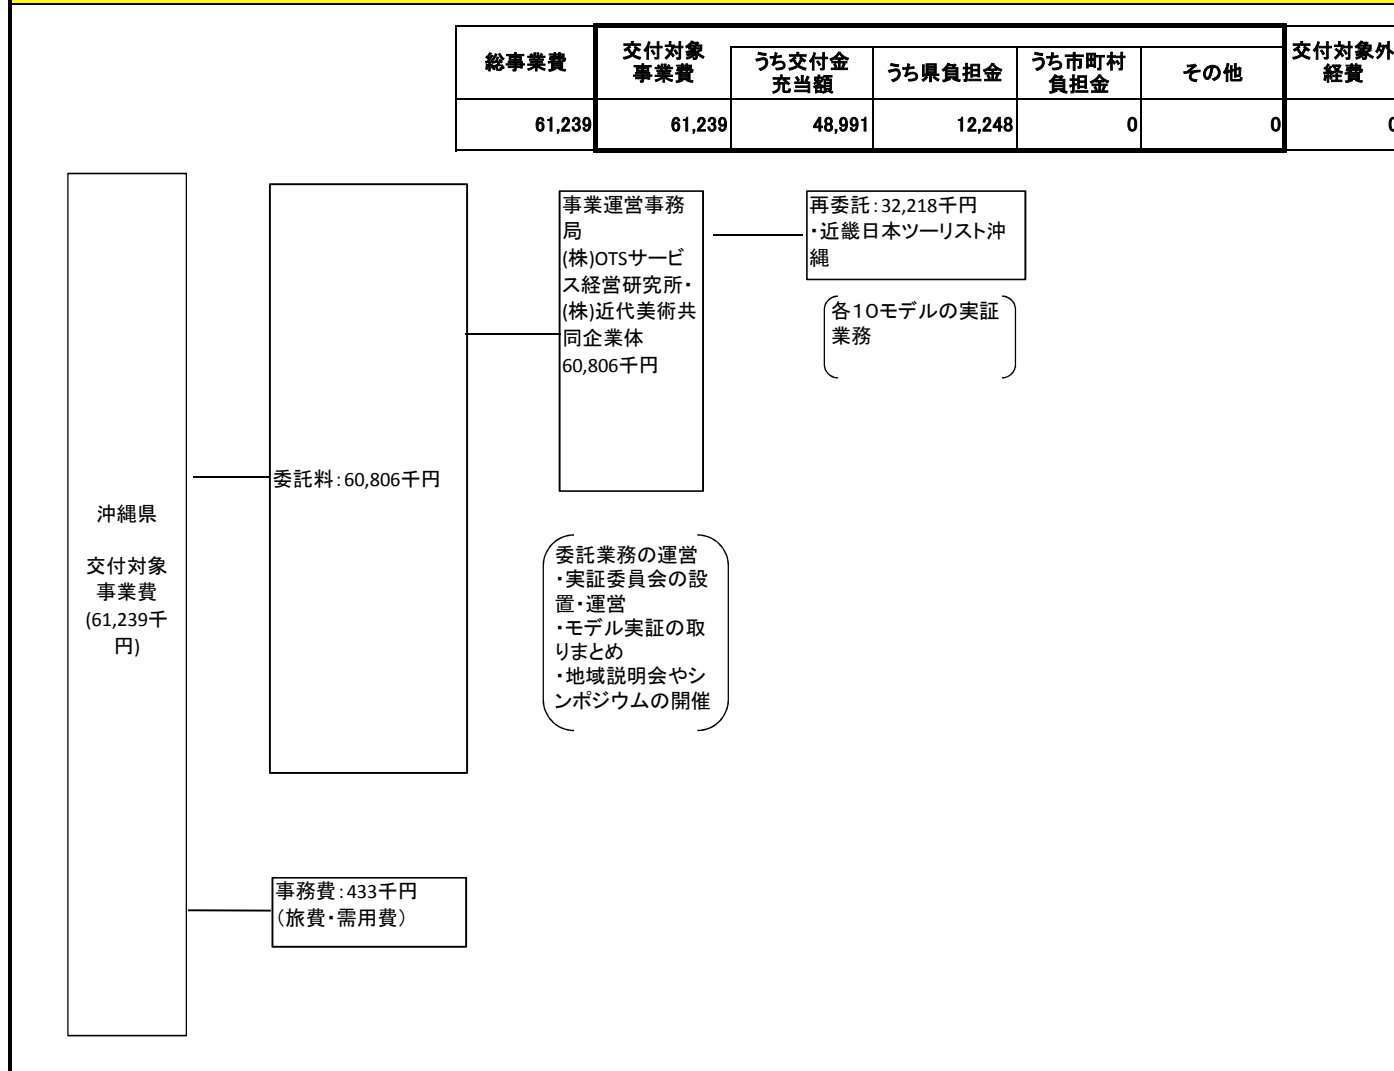 総事業費
交付対象
事業費
うち交付金
充当額
うち県負担金
うち市町村
負担金
その他
交付対象外
経費
61,239
61,239
48,991
12,248
0
0
0
沖縄県
交付対象
事業費
(61,239千
円)
委託料：60,806千円
事業運営事務
局
(株)OTSサービ
ス経営研究所・
(株)近代美術共
同企業体
60,806千円
再委託：32,218千円
・近畿日本ツーリスト沖
縄
各１０モデルの実証
業務
委託業務の運営
・実証委員会の設
置・運営
・モデル実証の取
りまとめ
・地域説明会やシ
ンポジウムの開催
事務費：433千円
（旅費・需用費）